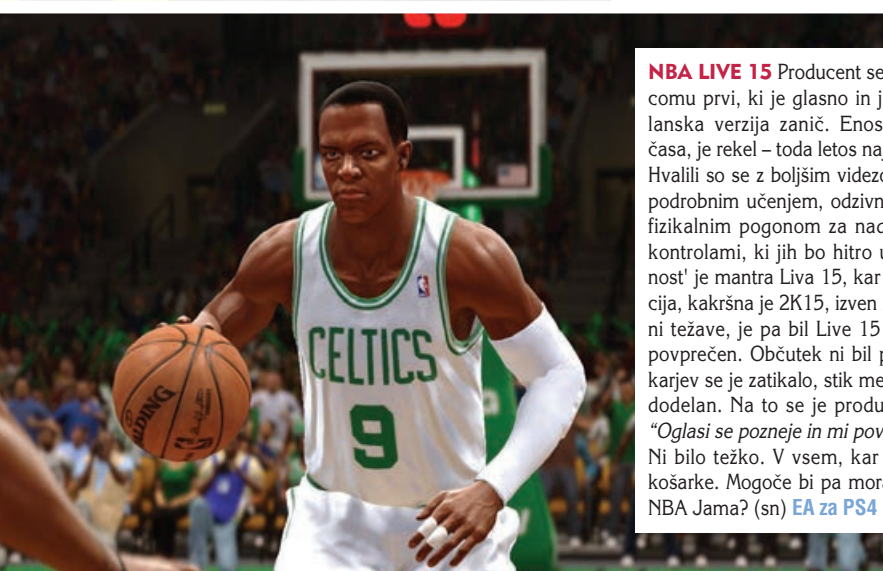 CELTICS
9
SPALDING
NBA LIVE 15 Producent se
comu prvi, ki je glasno in j
lanska verzija zanič. Enos
časa, je rekel – toda letos naj
Hvalili so se z boljšim videzo
podrobnim učenjem, odzivn
fizikalnim pogonom za nad
kontrolami, ki jih bo hitro u
nost' je mantra Liva 15, kar
cija, kakršna je 2K15, izven
ni težave, je pa bil Live 15
povprečen. Občutek ni bil p
karjev se je zatikalo, stik me
dodelan. Na to se je produ
“Oglasi se pozneje in mi pov
Ni bilo težko. V vsem, kar
košarke. Mogoče bi pa mora
NBA Jama? (sn) EA za PS4